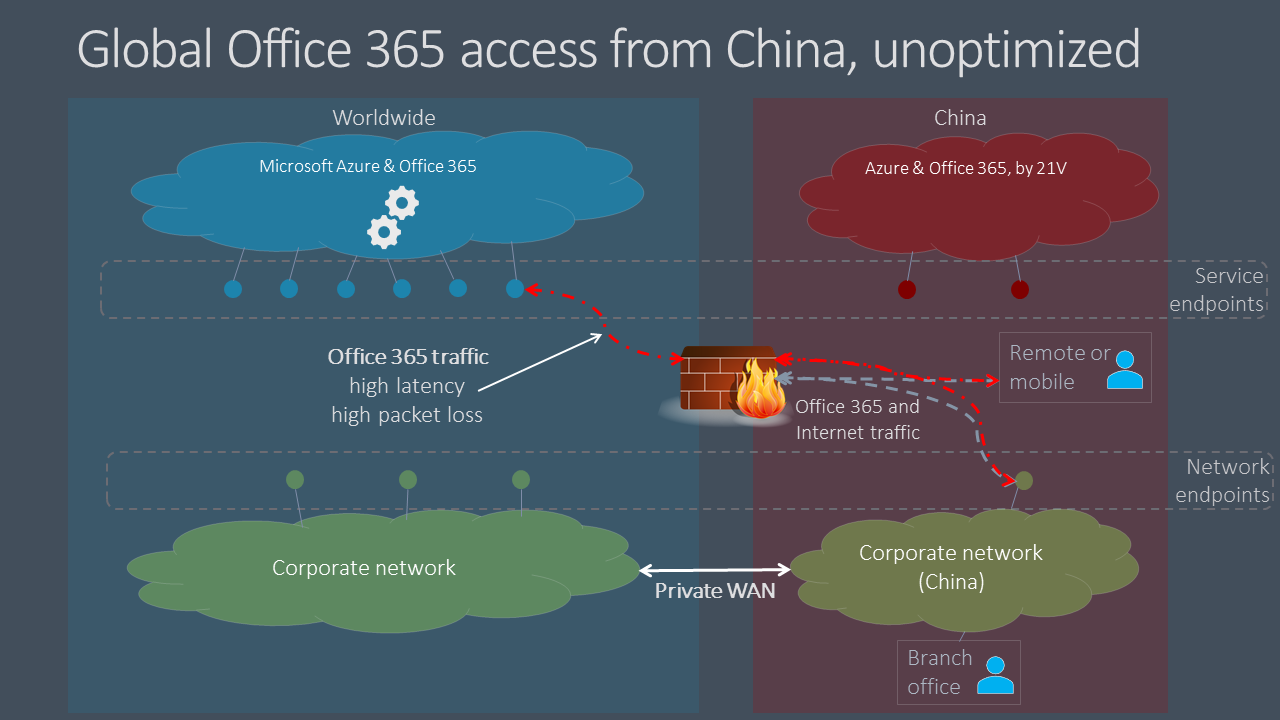 Global Office 365 access from China, unoptimized
Worldwide
China
Microsoft Azure & Office 365
Azure & Office 365, by 21V
Service
endpoints
Office 365 traffic
high latency
high packet loss
Remote or
mobile
Office 365 and
Internet traffic
Network
endpoints
Corporate network
Corporate network
(China)
Private WAN
Branch
office